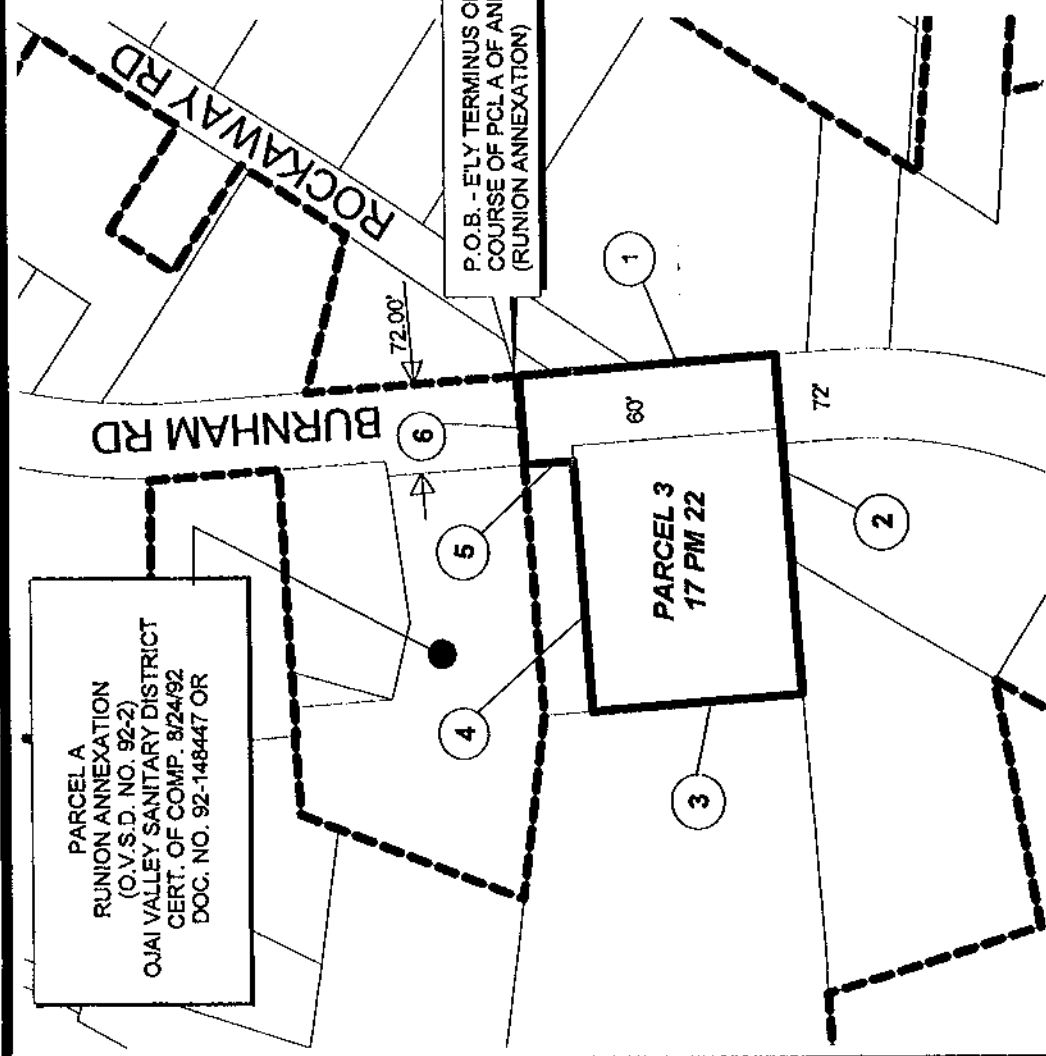 PARCEL A
RUNION ANNEXATION
(O.V.S.D. NO. 92-2)
OJAI VALLEY SANITARY DISTRICT
CERT. OF COMP. 8/24/92
DOC. NO. 92-148447 OR
ROCKAWAY RD
P.O.B. - E'LY TERMINUS
COURSE OF PCL A OF
(RUNION ANNEXATION)
BURNHAM RD
72.00'
6
1
5
60'
4
PARCEL 3
17 PM 22
72'
2
3